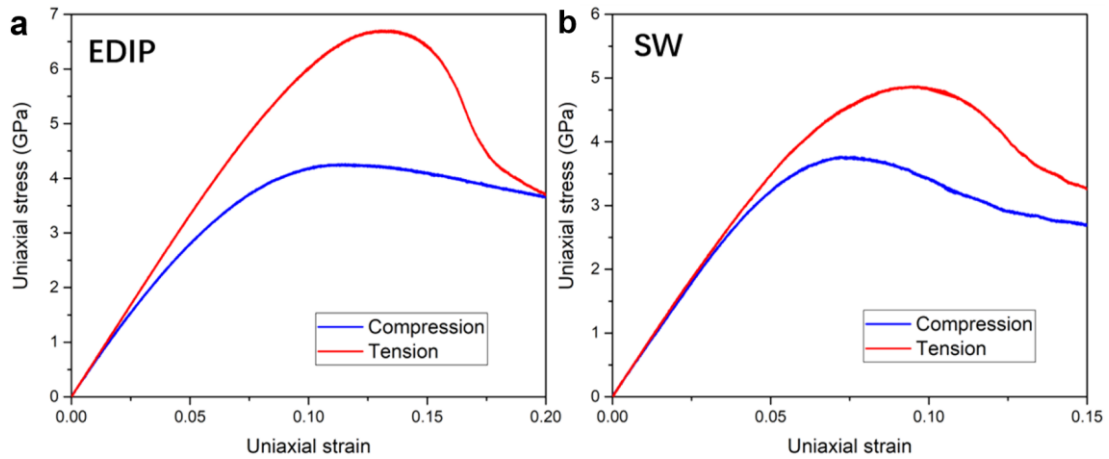 a
EDIP
Uniaxial stress (GPa)
7
6
5
4
3
2
1
0
Compression
Tension
0.00
0.05
0.10
0.15
0.20
Uniaxial strain
b
SW
Uniaxial stress (GPa)
6
5
4
3
2
1
0
Compression
Tension
0.00
0.05
0.10
0.15
Uniaxial strain